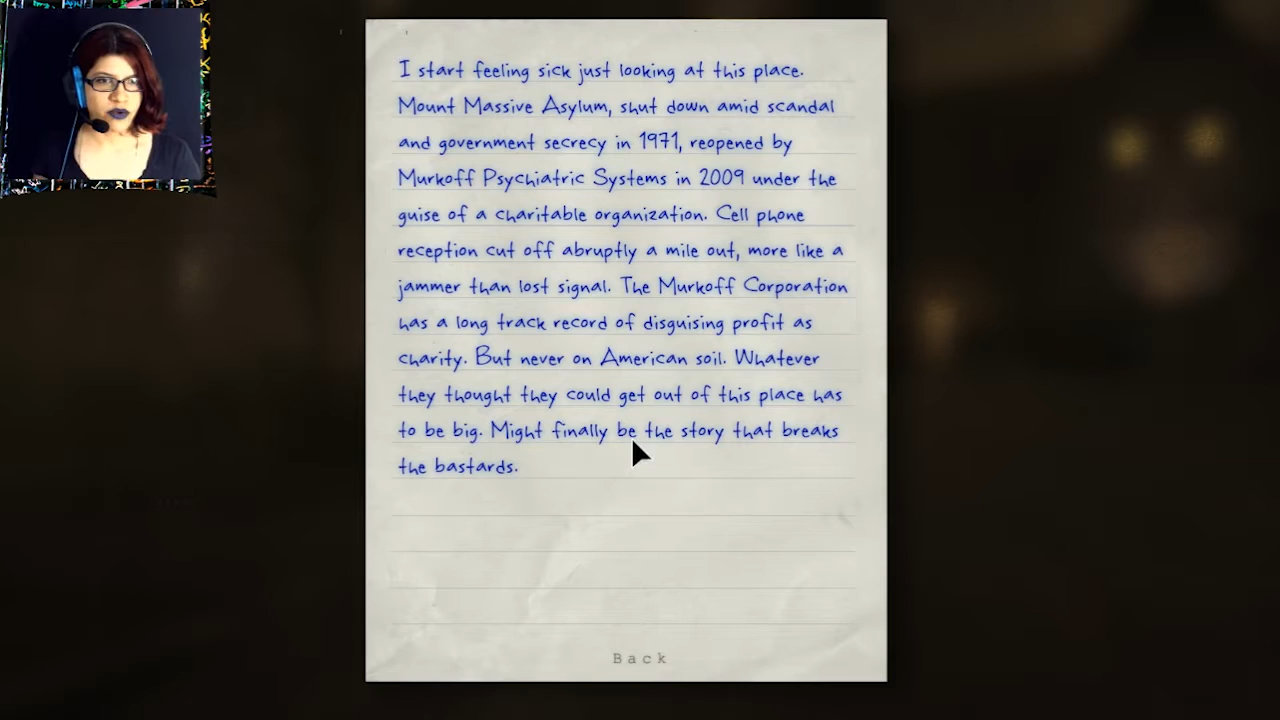 I start feeling sick just looking at this place.
Mount Massive Asylum, shut down amid scandal
and government secrecy in 1971, reopened by
Murkoff Psychiatric Systems in 2009 under the
guise of a charitable organization. Cell phone
reception cut off abruptly a mile out, more like a
jammer than lost signal. The Murkoff Corporation
has a long track record of disguising profit as
charity. But never on American soil. Whatever
they thought they could get out of this place has
to be big. Might finally be the story that breaks
the bastards.
Back